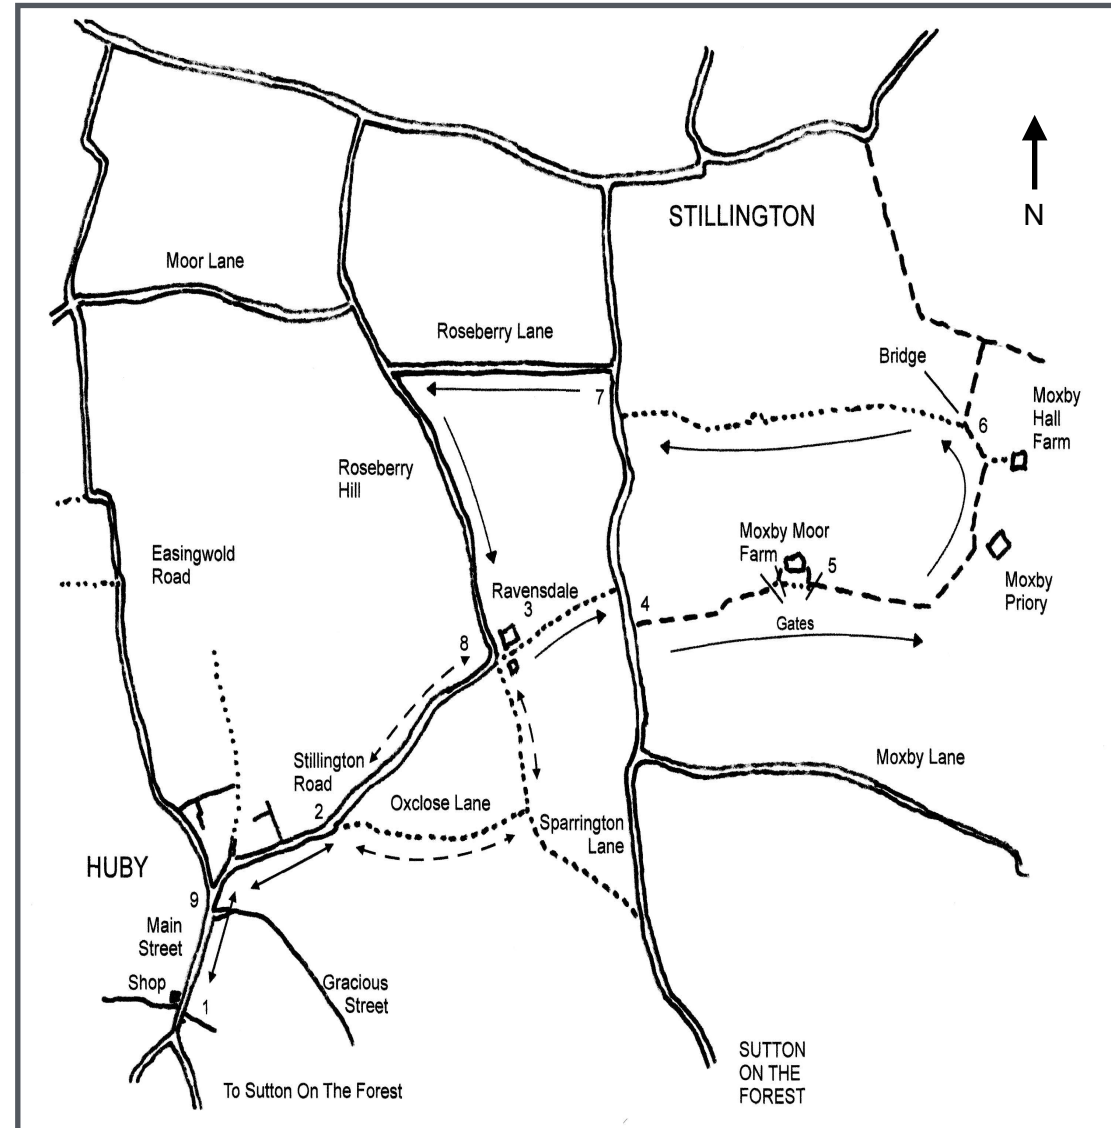 N
STILLINGTON
Moor Lane
Roseberry Lane
Bridge
7
Moxby
Hall
Farm
6
Roseberry
Hill
Easingwold
Road
Moxby Moor
Farm
5
Ravensdale
3
4
Moxby
Priory
Gates
8
Stillington
Road
Moxby Lane
2
Oxclose Lane
Sparrington
Lane
HUBY
9
Main
Street
Shop
1
Gracious
Street
SUTTON
ON THE
FOREST
To Sutton On The Forest